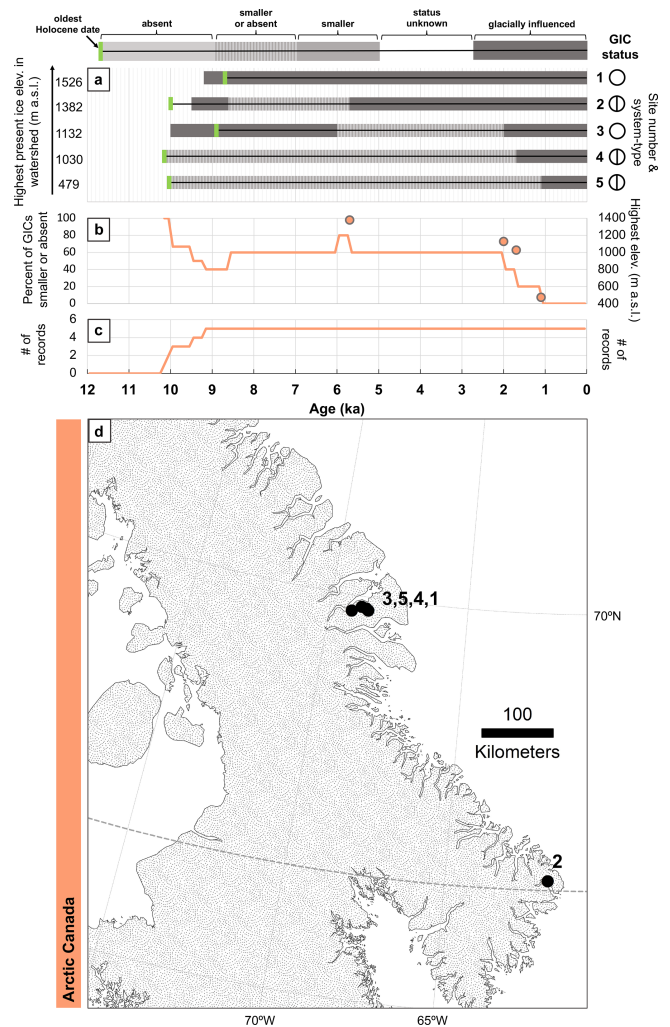 oldest
Holocene date
absent
smaller
or absent
smaller
status
unknown
glacially influenced
GIC
status
Highest present ice elev. in
watershed (m a.s.l.)
a
1526
1382
1132
1030
479
1
2
3
4
5
Site number &
system-type
b
Percent of GICs
smaller or absent
100
80
60
40
20
0
1400
1200
1000
800
600
400
Highest elev.
(m a.s.l.)
c
# of
records
6
4
2
0
# of
records
12 11 10 9 8 7 6 5 4 3 2 1 0
Age (ka)
d
Arctic Canada
3,5,4,1
70ºN
100
Kilometers
2
70ºW
65ºW